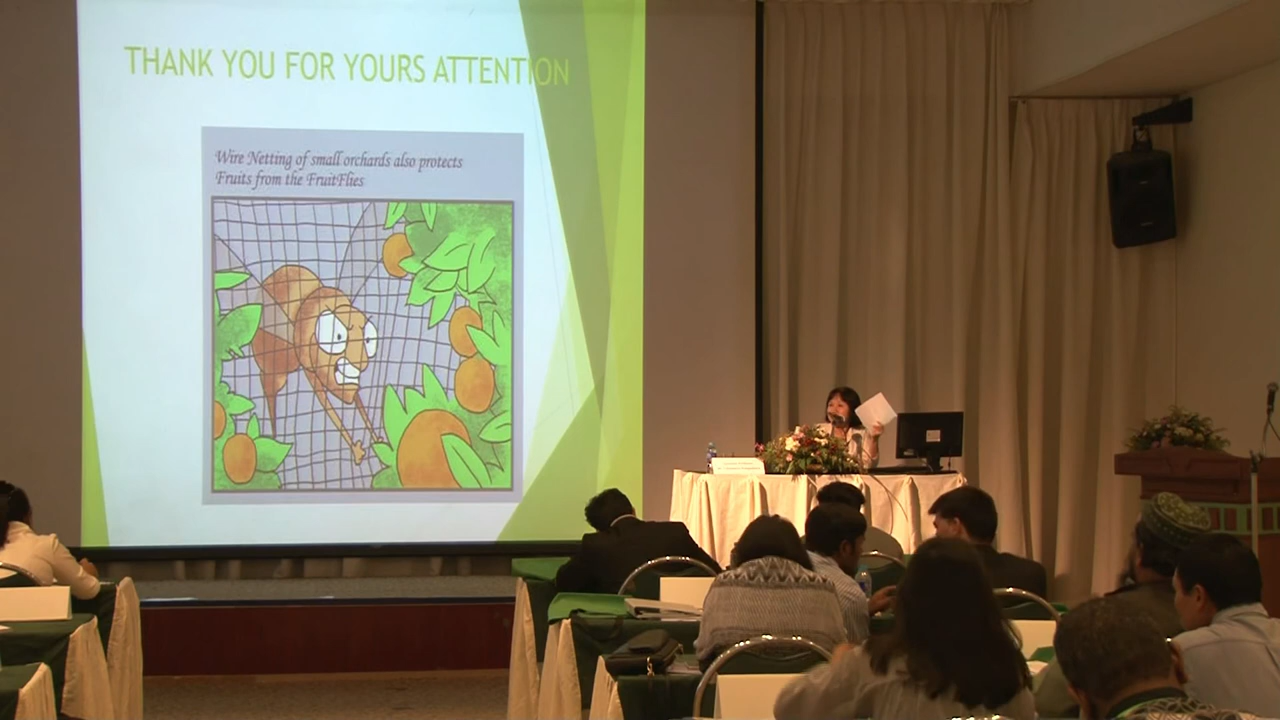 THANK YOU FOR YOURS ATTENTION
Wire Netting of small orchards also protects
Fruits from the FruitFlies